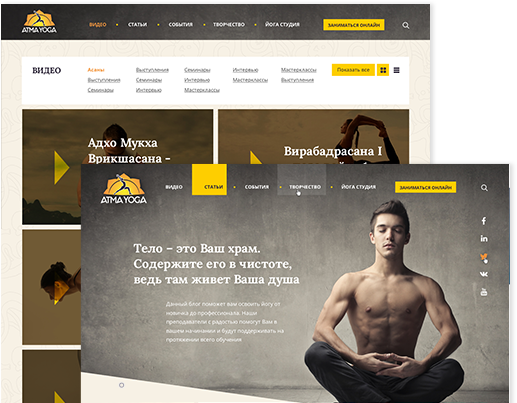 ВИДЕО
СТАТЬИ
СОБЫТИЯ
ТВОРЧЕСТВО
ЙОГА СТУДИЯ
ЗАНИМАТЬСЯ ОНЛАЙН
ATMA YOGA
ВИДЕО
Асаны
Выступления
Семинары
Интервью
Мастерклассы
Показать все
Выступления
Семинары
Интервью
Мастерклассы
Выступления
Семинары
Интервью
Мастерклассы
Адхо Мукха
Врикшасана -
Вирабадрасана I
ATMA YOGA
ВИДЕО
СТАТЬИ
СОБЫТИЯ
ТВОРЧЕСТВО
ЙОГА СТУДИЯ
ЗАНИМАТЬСЯ ОНЛАЙН
Тело – это Ваш храм.
Содержите его в чистоте,
ведь там живет Ваша душа
Данный блог поможет вам освоить йогу от
новичка до профессионала. Наши
преподаватели с радостью помогут Вам в
вашем начинании и будут поддерживать на
протяжении всего обучения